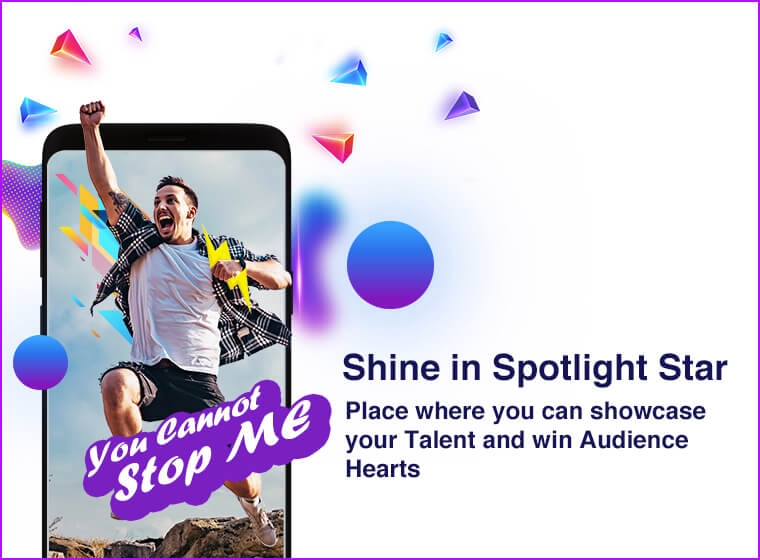 You Cannot
Stop ME
Shine in Spotlight Star
Place where you can showcase
your Talent and win Audience
Hearts